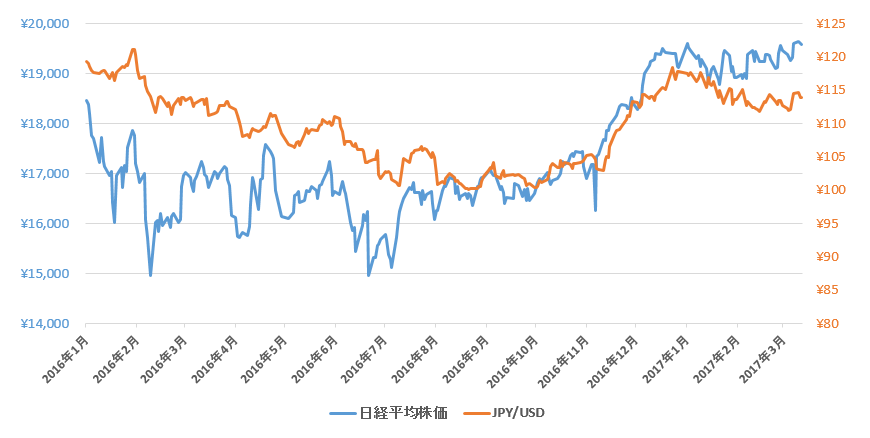 ¥20,000
¥19,000
¥18,000
¥17,000
¥16,000
¥15,000
¥14,000
¥125
¥120
¥115
¥110
¥105
¥100
¥95
¥90
¥85
¥80
2016年1月
2016年2月
2016年3月
2016年4月
2016年5月
2016年6月
2016年7月
2016年8月
2016年9月
2016年10月
2016年11月
2016年12月
2017年1月
2017年2月
2017年3月
日経平均株価 JPY/USD